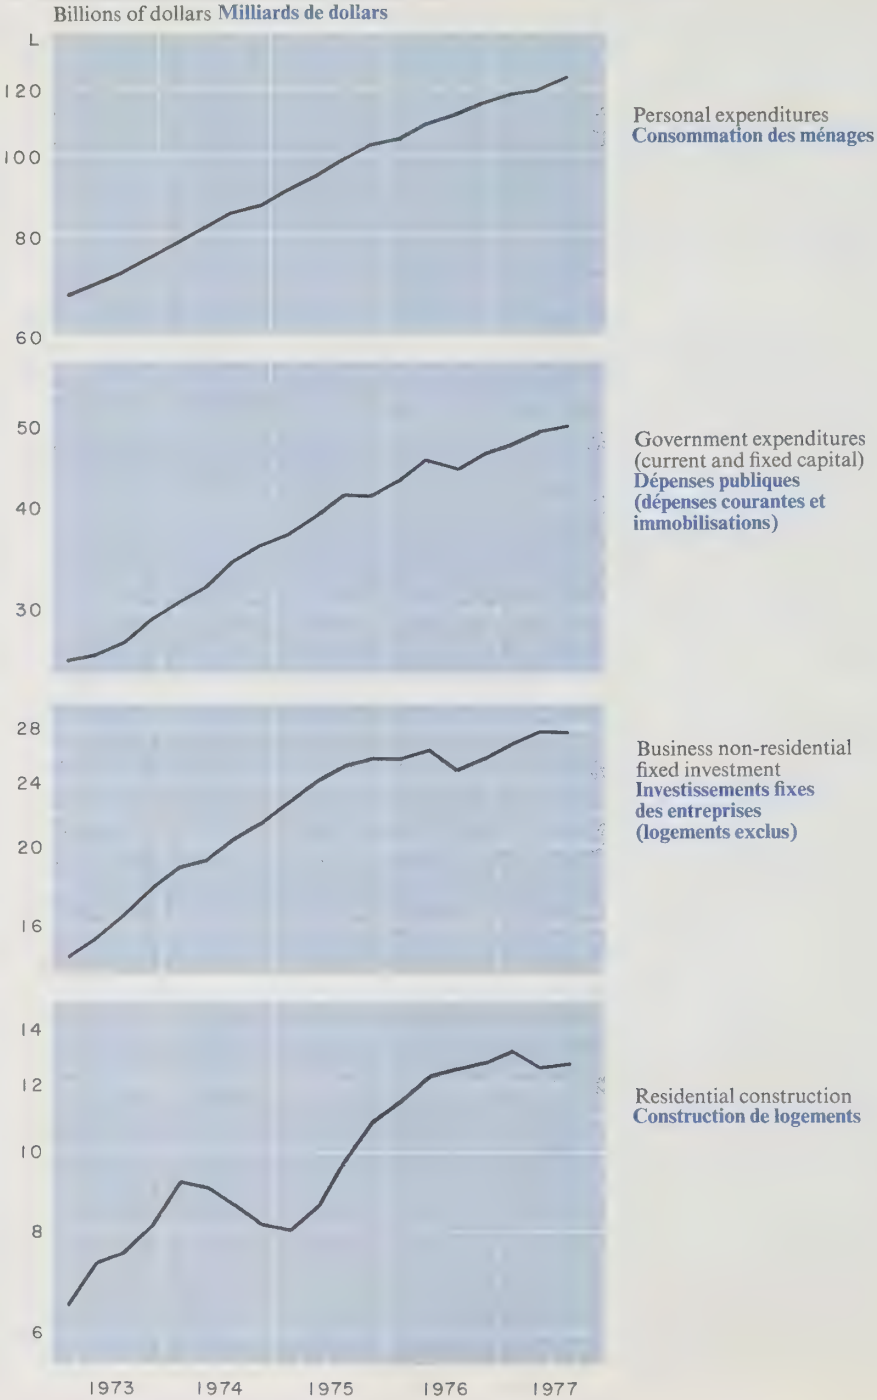 Billions of dollars Milliards de dollars
L
120
100
80
60
Personal expenditures
Consommation des ménages
50
40
30
Government expenditures
(current and fixed capital)
Dépenses publiques
(dépenses courantes et
immobilisations)
28
24
20
16
Business non-residential
fixed investment
Investissements fixes
des entreprises
(logements exclus)
14
12
10
8
6
Residential construction
Construction de logements
1973 1974 1975 1976 1977